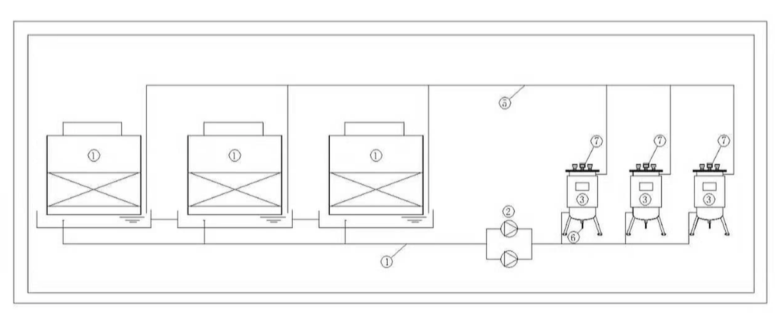 ⑤
⑦ ⑦ ⑦
① ① ①
③ ③ ③
②
⑥
①